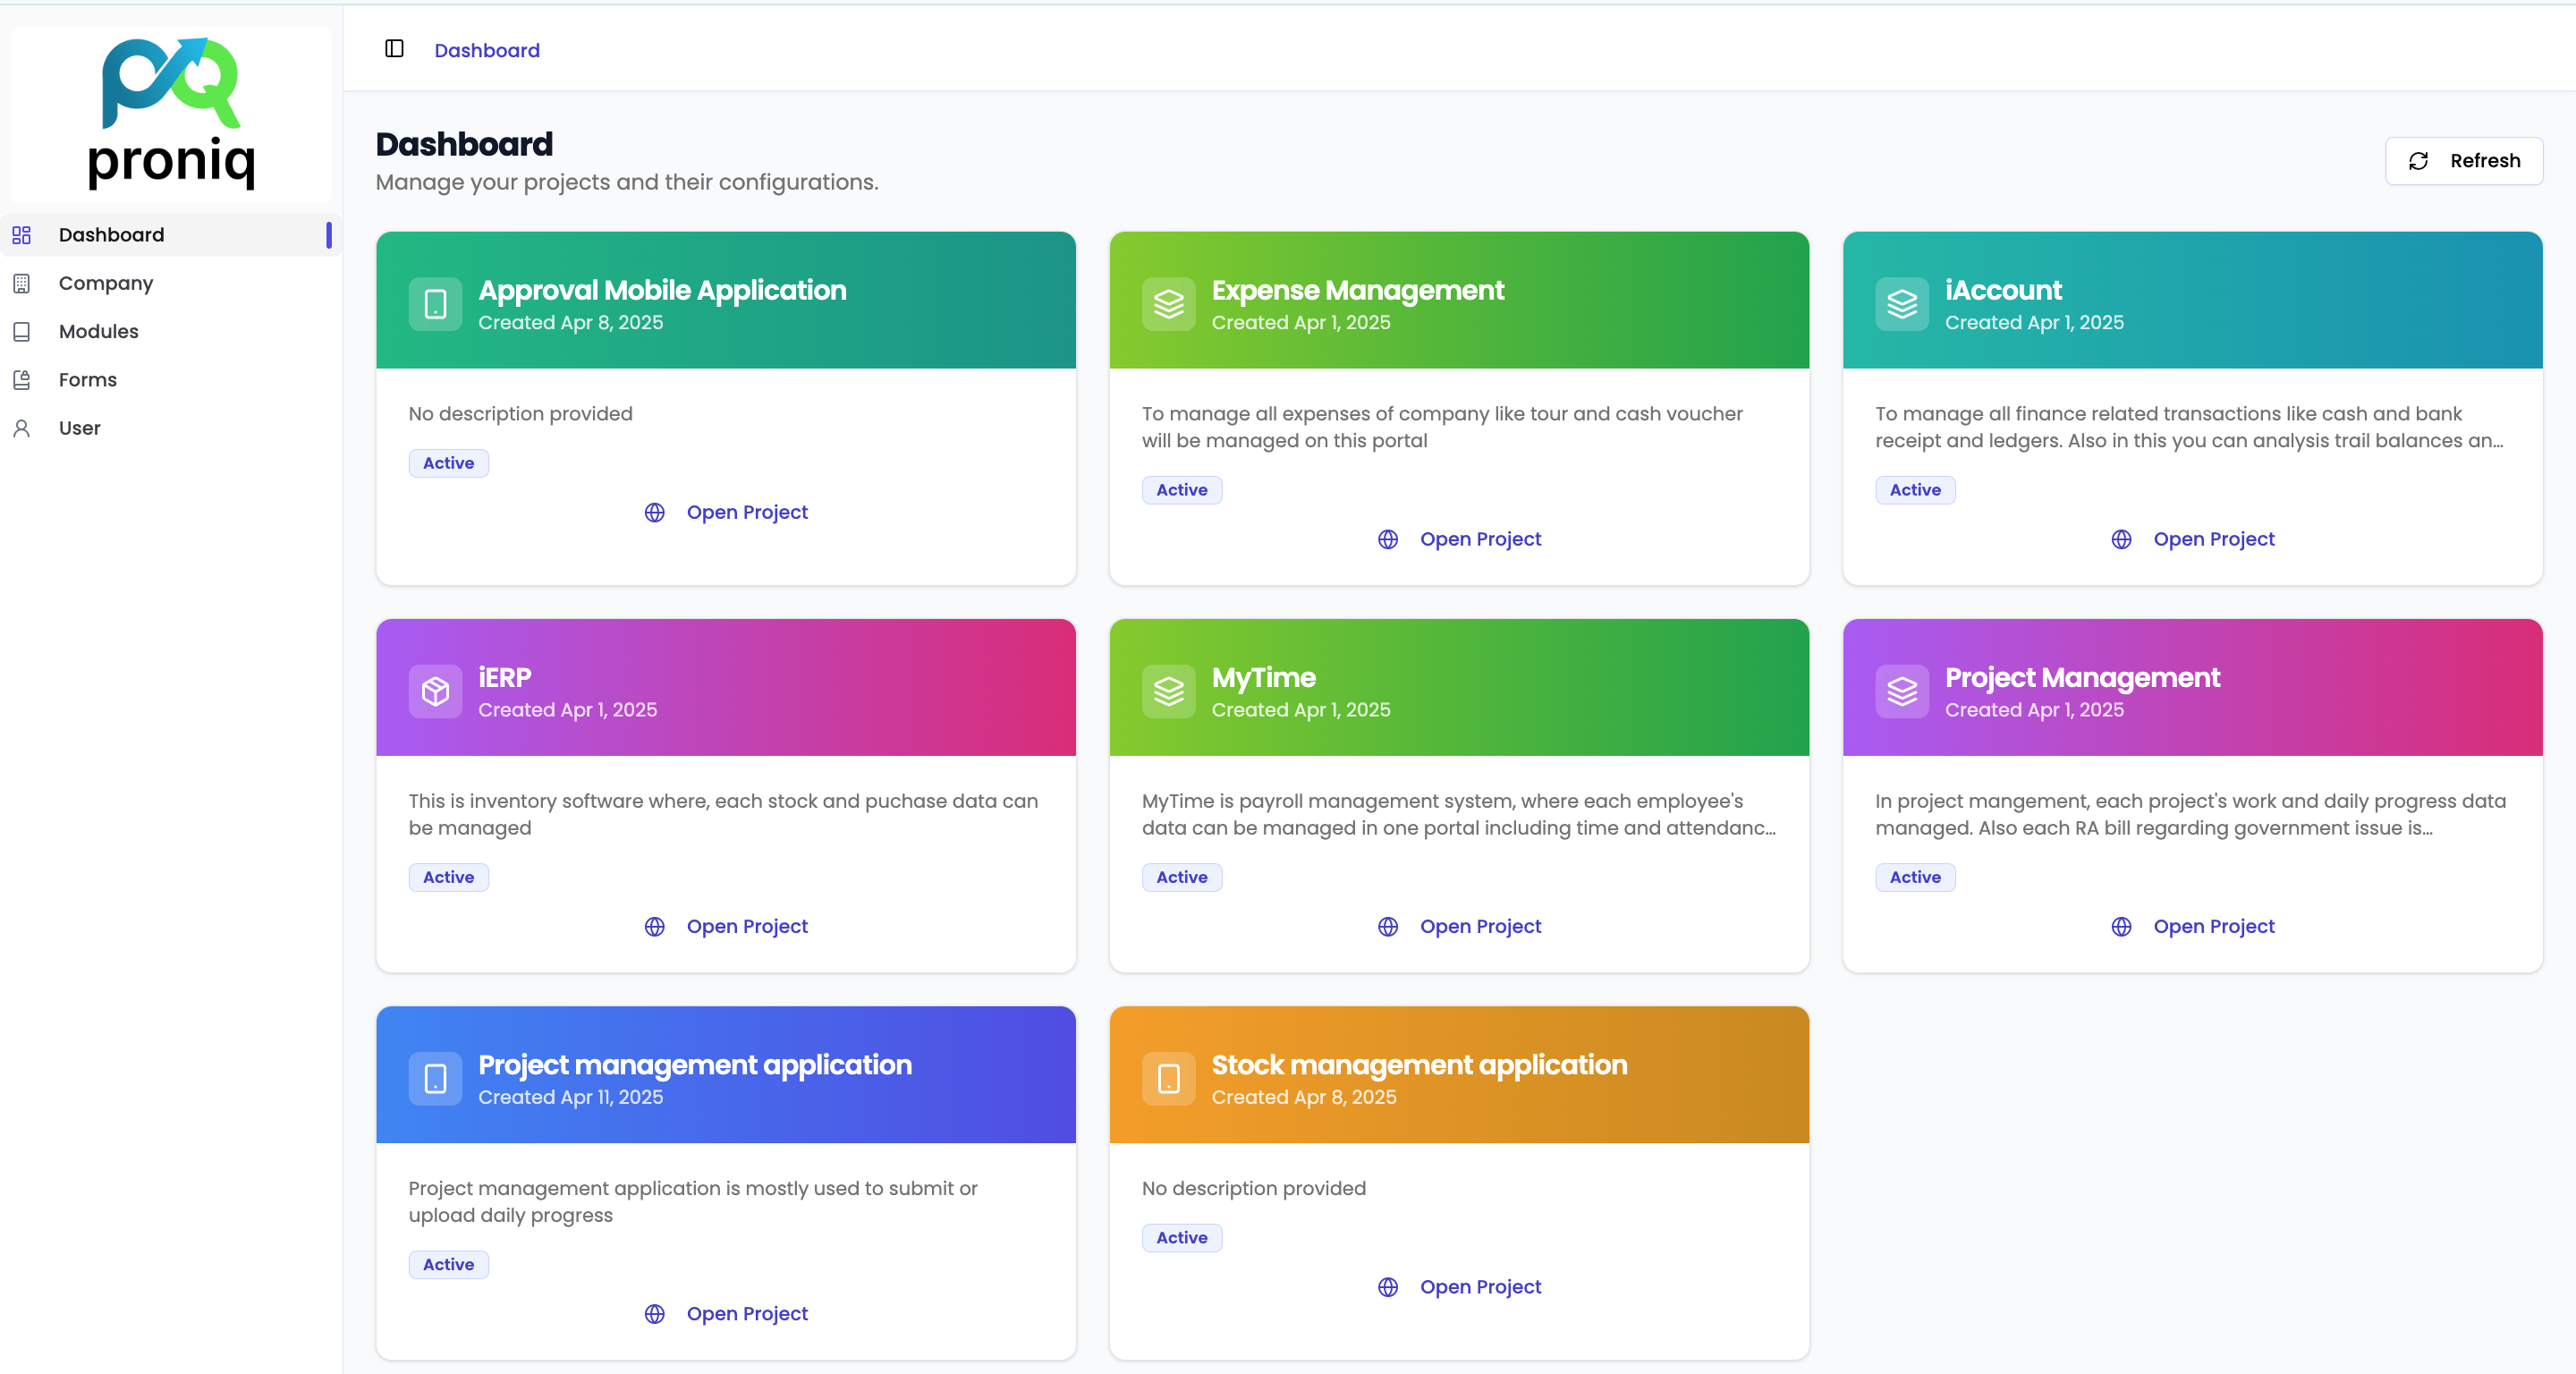 proniq
Dashboard
Company
Modules
Forms
User
Dashboard
Dashboard
Manage your projects and their configurations.
Refresh
Approval Mobile Application
Created Apr 8, 2025
No description provided
Active
Open Project
Expense Management
Created Apr 1, 2025
To manage all expenses of company like tour and cash voucher
will be managed on this portal
Active
Open Project
iAccount
Created Apr 1, 2025
To manage all finance related transactions like cash and bank
receipt and ledgers. Also in this you can analysis trail balances an...
Active
Open Project
iERP
Created Apr 1, 2025
This is inventory software where, each stock and puchase data can
be managed
Active
Open Project
MyTime
Created Apr 1, 2025
MyTime is payroll management system, where each employee's
data can be managed in one portal including time and attendanc...
Active
Open Project
Project Management
Created Apr 1, 2025
In project mangement, each project's work and daily progress data
managed. Also each RA bill regarding government issue is...
Active
Open Project
Project management application
Created Apr 11, 2025
Project management application is mostly used to submit or
upload daily progress
Active
Open Project
Stock management application
Created Apr 8, 2025
No description provided
Active
Open Project